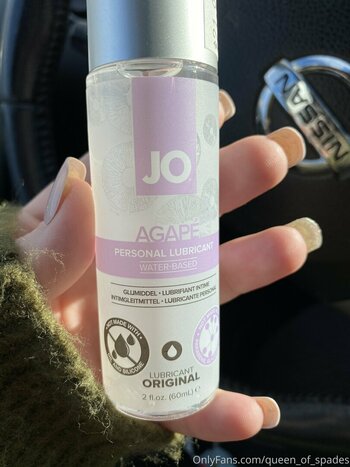 JO
AGAPÉ
PERSONAL LUBRICANT
WATER-BASED
GLIJMIDDEL • LUBRIFIANT INTIME
INTIMGLEITMITTEL • LUBRICANTE PERSONAL
LUBRICANT
ORIGINAL
2 fl.oz. (60mL) ℮
NISSAN
OnlyFans.com/queen_of_spades